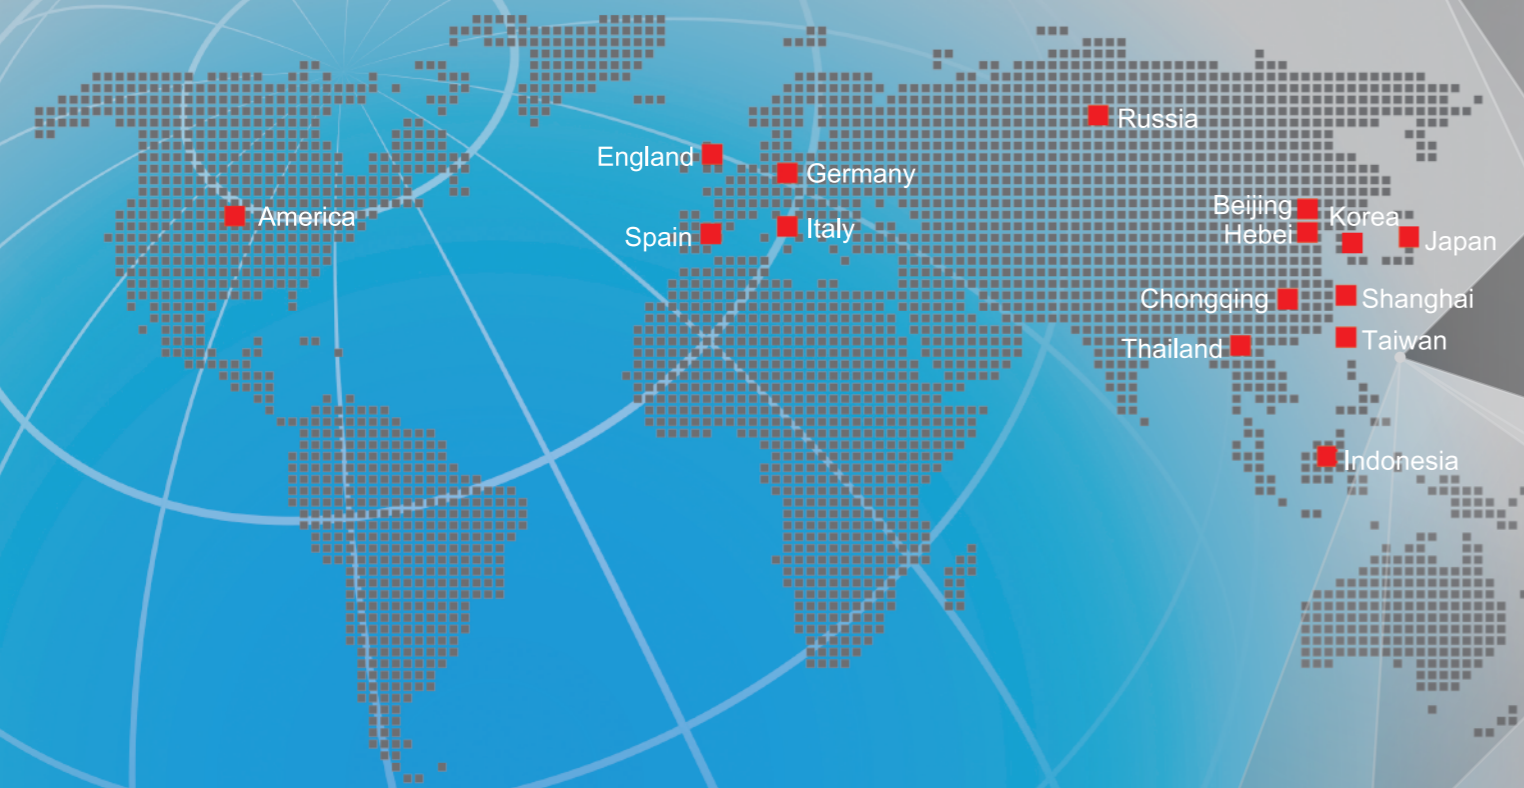 Russia
England
Germany
America
Spain
Italy
Beijing
Korea
Hebei
Japan
Chongqing
Shanghai
Thailand
Taiwan
Indonesia